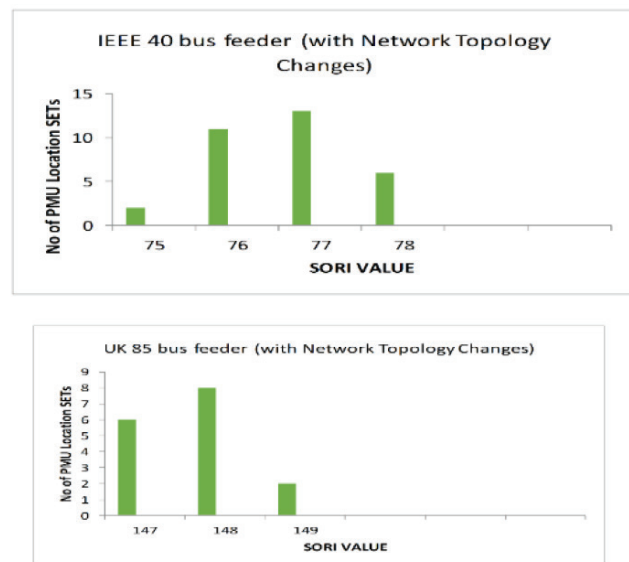 IEEE 40 bus feeder (with Network Topology
Changes)
No of PMU Location SETs
15
10
5
0
75 76 77 78
SORI VALUE
UK 85 bus feeder (with Network Topology Changes)
No of PMU Location SETs
9
8
7
6
5
4
3
2
1
0
147 148 149
SORI VALUE